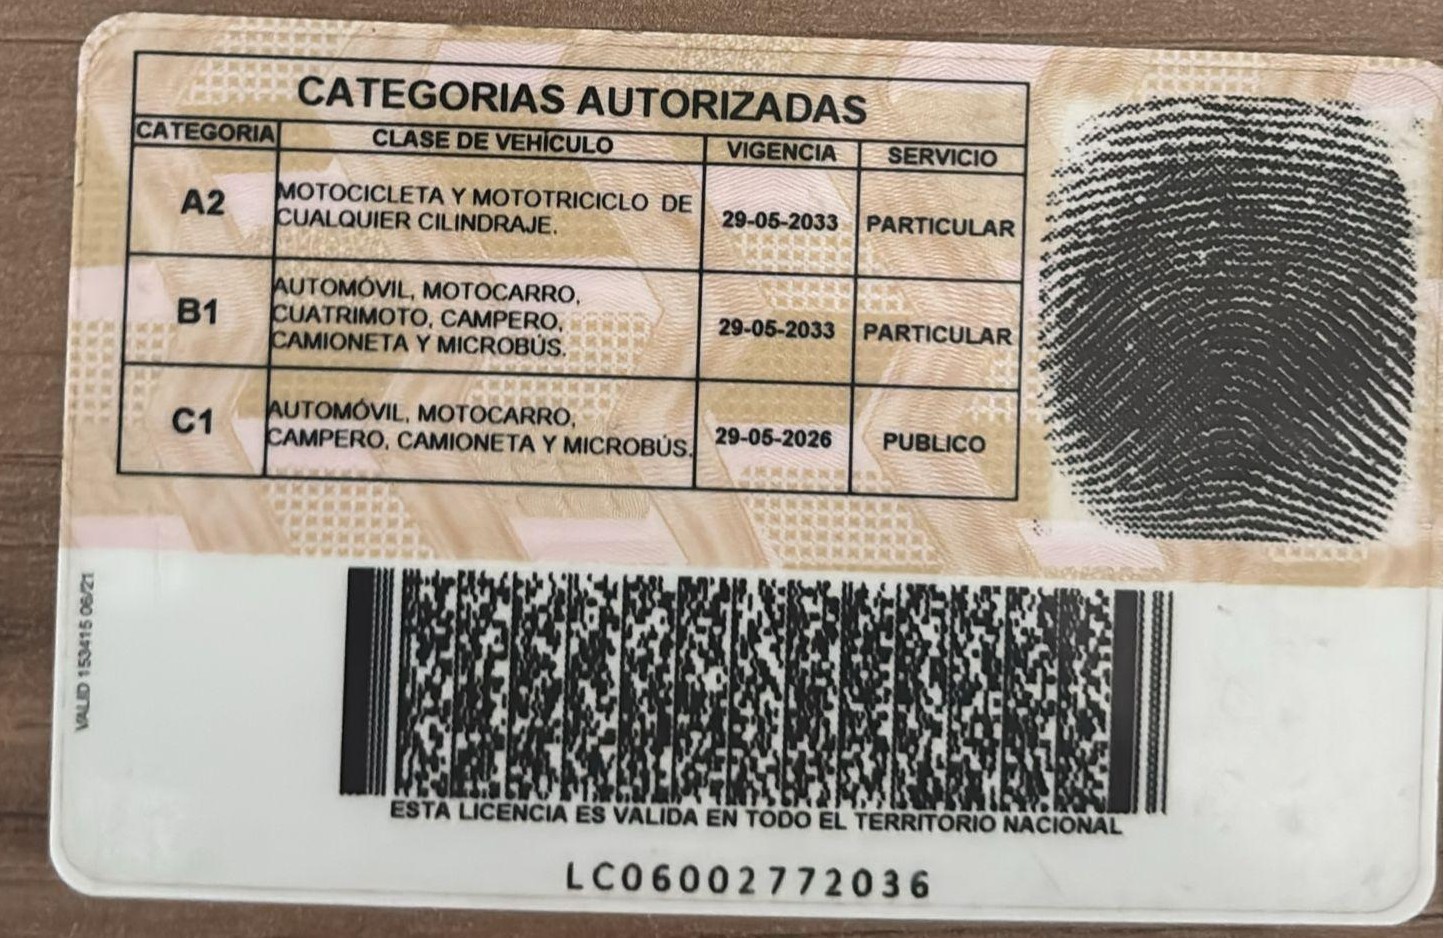 CATEGORIAS AUTORIZADAS
CATEGORIA CLASE DE VEHÍCULO VIGENCIA SERVICIO
A2
MOTOCICLETA Y MOTOTRICICLO DE
CUALQUIER CILINDRAJE.
29-05-2033 PARTICULAR
B1
AUTOMÓVIL, MOTOCARRO,
CUATRIMOTO, CAMPERO,
CAMIONETA Y MICROBÚS.
29-05-2033 PARTICULAR
C1
AUTOMÓVIL, MOTOCARRO,
CAMPERO, CAMIONETA Y MICROBÚS.
29-05-2026 PUBLICO
VALID 153415 06/21
ESTA LICENCIA ES VALIDA EN TODO EL TERRITORIO NACIONAL
LC06002772036